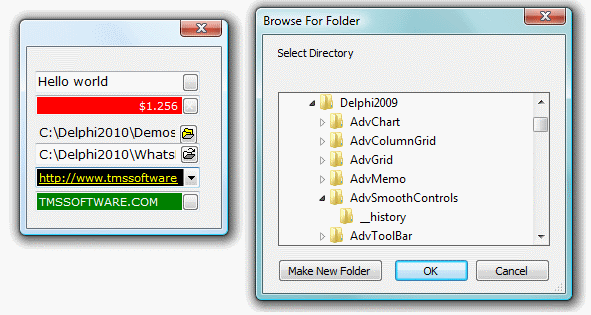 Hello world
$1.256
C:\Delphi2010\Demos
C:\Delphi2010\Whats
http://www.tmssoftware
TMSSOFTWARE.COM
Browse For Folder
Select Directory
Delphi2009
AdvChart
AdvColumnGrid
AdvGrid
AdvMemo
AdvSmoothControls
__history
AdvToolBar
Make New Folder OK Cancel